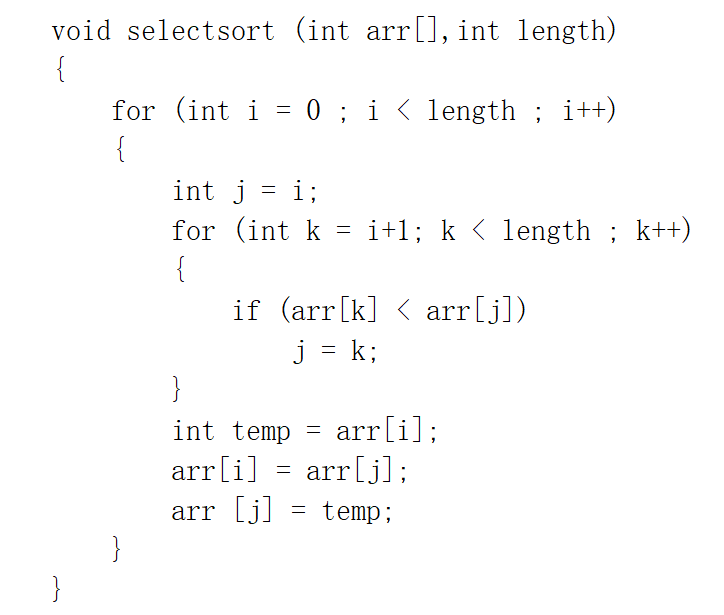 void selectsort (int arr[],int length)
{
for (int i = 0 ; i < length ; i++)
{
int j = i;
for (int k = i+1; k < length ; k++)
{
if (arr[k] < arr[j])
j = k;
}
int temp = arr[i];
arr[i] = arr[j];
arr [j] = temp;
}
}